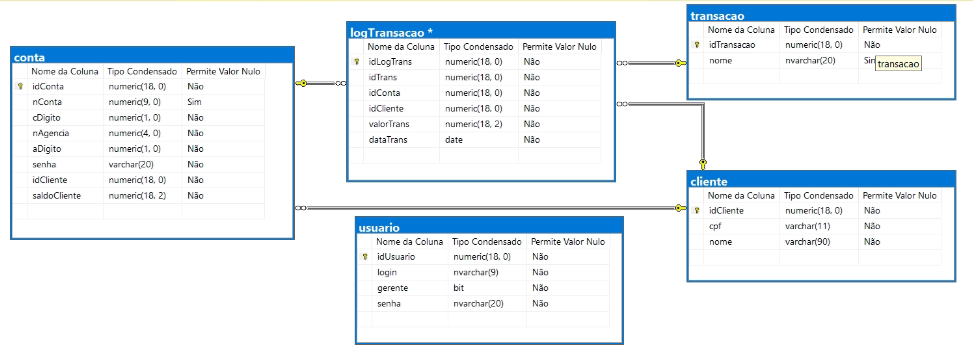 conta
Nome da Coluna Tipo Condensado Permite Valor Nulo
idConta numeric(18, 0) Não
nConta numeric(9, 0) Sim
cDigito numeric(1, 0) Não
nAgencia numeric(4, 0) Não
aDigito numeric(1, 0) Não
senha varchar(20) Não
idCliente numeric(18, 0) Não
saldoCliente numeric(18, 2) Não
logTransacao *
Nome da Coluna Tipo Condensado Permite Valor Nulo
idLogTrans numeric(18, 0) Não
idTrans numeric(18, 0) Não
idConta numeric(18, 0) Não
idCliente numeric(18, 0) Não
valorTrans numeric(18, 2) Não
dataTrans date Não
transacao
Nome da Coluna Tipo Condensado Permite Valor Nulo
idTransacao numeric(18, 0) Não
nome nvarchar(20)
transacao
cliente
Nome da Coluna Tipo Condensado Permite Valor Nulo
idCliente numeric(18, 0) Não
cpf varchar(11) Não
nome varchar(90) Não
usuario
Nome da Coluna Tipo Condensado Permite Valor Nulo
idUsuario numeric(18, 0) Não
login nvarchar(9) Não
gerente bit Não
senha nvarchar(20) Não